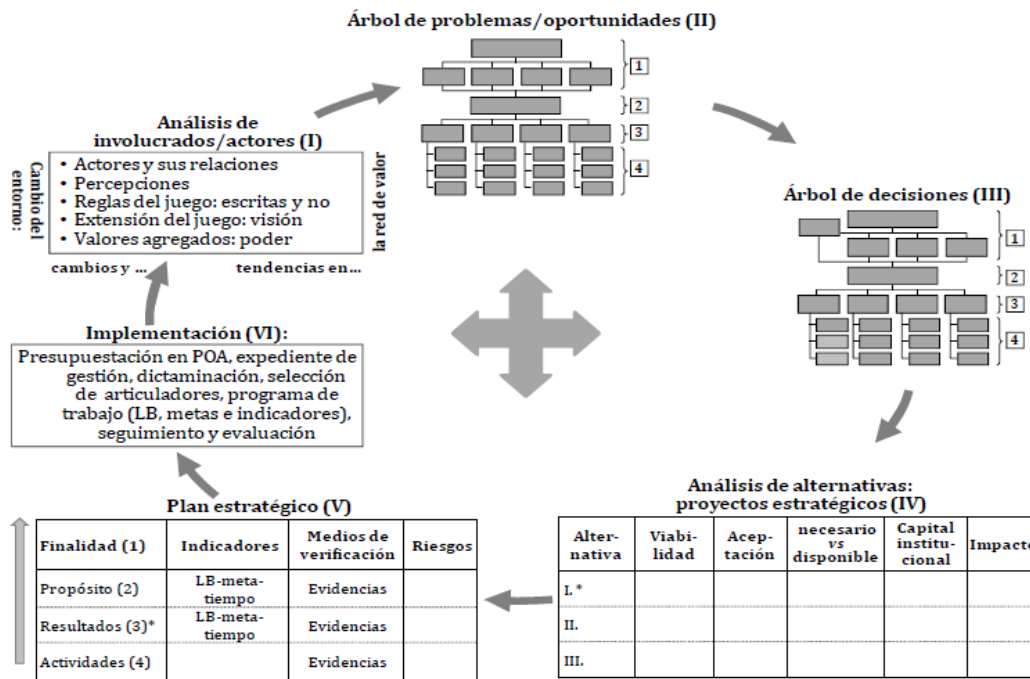 Árbol de problemas/oportunidades (II)
1
2
3
4
Análisis de
involucrados/actores (I)
Cambio del
entorno:
• Actores y sus relaciones
• Percepciones
• Reglas del juego: escritas y no
• Extensión del juego: visión
• Valores agregados: poder
la red de valor
cambios y ...
tendencias en...
Árbol de decisiones (III)
1
2
3
4
Implementación (VI):
Presupuestación en POA, expediente de
gestión, dictaminación, selección
de articuladores, programa de
trabajo (LB, metas e indicadores),
seguimiento y evaluación
Análisis de alternativas:
proyectos estratégicos (IV)
Alter-
nativa
Viabi-
lidad
Acep-
tación
necesario
vs
disponible
Capital
institu-
cional
Impacto
I. *
II.
III.
Plan estratégico (V)
Finalidad (1)
Indicadores
Medios de
verificación
Riesgos
Propósito (2)
LB-meta-
tiempo
Evidencias
Resultados (3)*
LB-meta-
tiempo
Evidencias
Actividades (4)
Evidencias